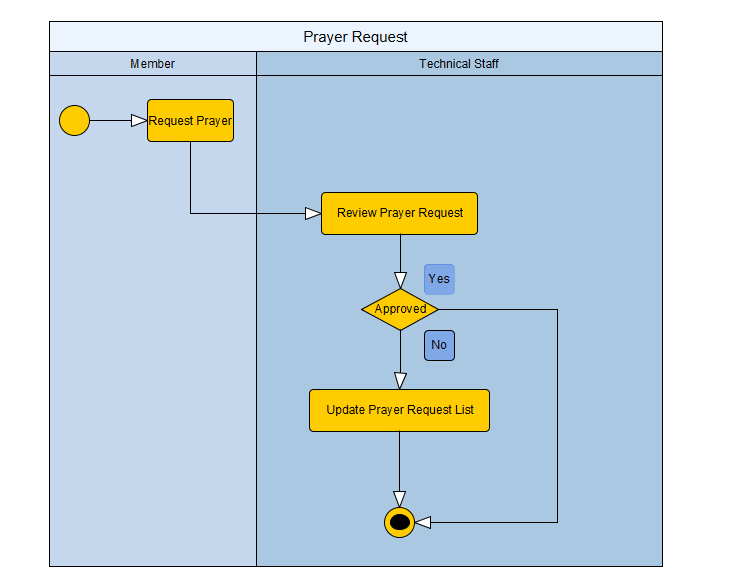 Prayer Request
Member
Technical Staff
Request Prayer
Review Prayer Request
Yes
Approved
No
Update Prayer Request List